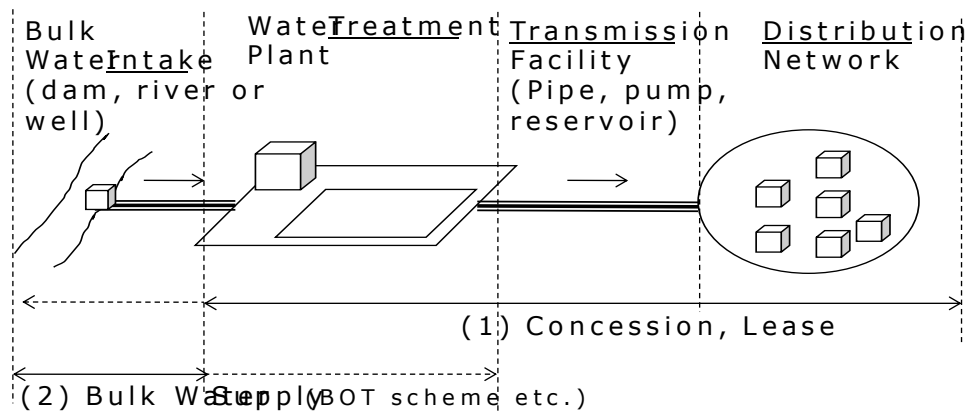 Bulk
Water Intake
(dam, river or
well)
Water Treatment
Plant
Transmission
Facility
(Pipe, pump,
reservoir)
Distribution
Network
(1) Concession, Lease
(2) Bulk Water Supply (BOT scheme etc.)